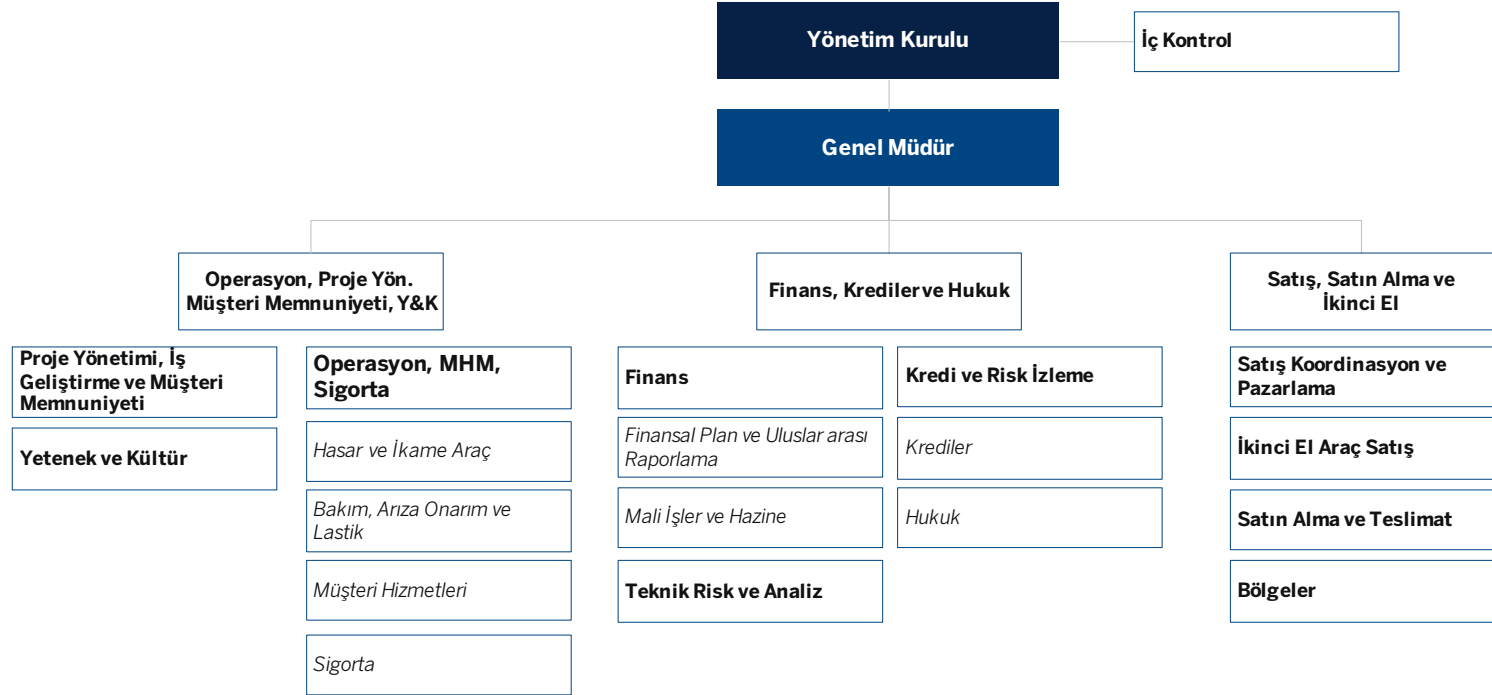 Yönetim Kurulu
İç Kontrol
Genel Müdür
Operasyon, Proje Yön.
Müşteri Memnuniyeti, Y&K
Finans, Krediler ve Hukuk
Satış, Satın Alma ve
İkinci El
Proje Yönetimi, İş
Geliştirme ve Müşteri
Memnuniyeti
Yetenek ve Kültür
Operasyon, MHM,
Sigorta
Hasar ve İkame Araç
Bakım, Arıza Onarım ve
Lastik
Müşteri Hizmetleri
Sigorta
Finans
Finansal Plan ve Uluslar arası
Raporlama
Mali İşler ve Hazine
Teknik Risk ve Analiz
Kredi ve Risk İzleme
Krediler
Hukuk
Satış Koordinasyon ve
Pazarlama
İkinci El Araç Satış
Satın Alma ve Teslimat
Bölgeler